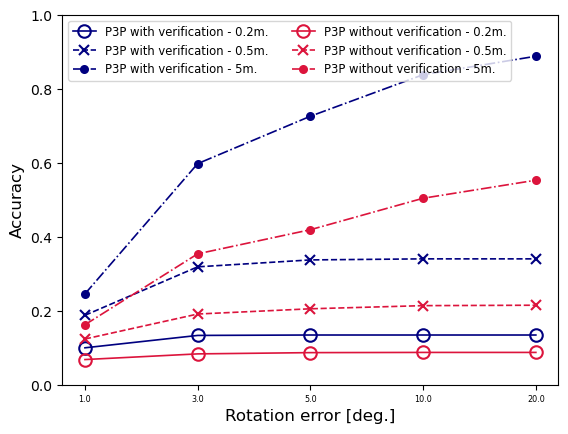 1.0
P3P with verification - 0.2m.
P3P with verification - 0.5m.
P3P with verification - 5m.
P3P without verification - 0.2m.
P3P without verification - 0.5m.
P3P without verification - 5m.
0.8
0.6
0.4
0.2
0.0
Accuracy
1.0 3.0 5.0 10.0 20.0
Rotation error [deg.]